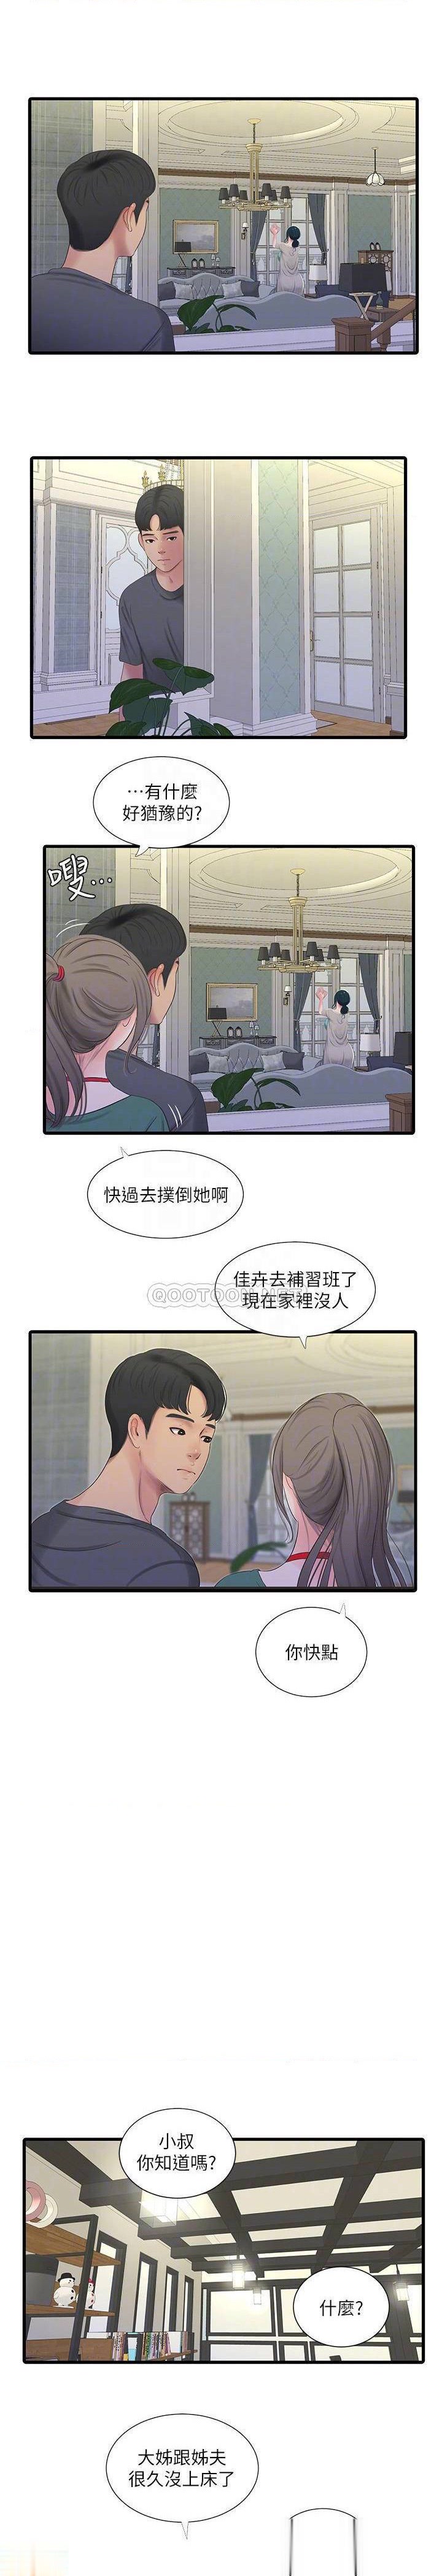 …有什麼
好猶豫的?
嗖…
快過去撲倒她啊
佳卉去補習班了
現在家裡沒人
你快點
小叔
你知道嗎?
什麼?
大姊跟姊夫
很久沒上床了